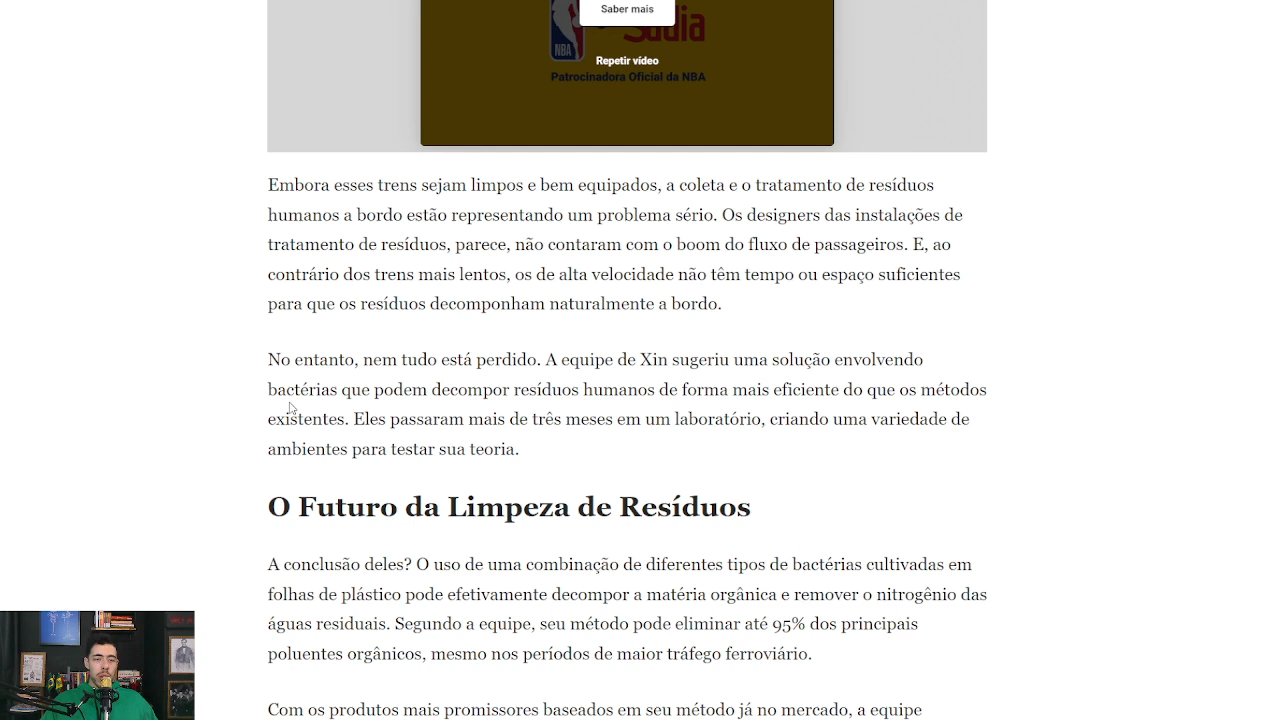 Saber mais
NBA
Sadia
Repetir vídeo
Patrocinadora Oficial da NBA
Embora esses trens sejam limpos e bem equipados, a coleta e o tratamento de resíduos
humanos a bordo estão representando um problema sério. Os designers das instalações de
tratamento de resíduos, parece, não contaram com o boom do fluxo de passageiros. E, ao
contrário dos trens mais lentos, os de alta velocidade não têm tempo ou espaço suficientes
para que os resíduos decomponham naturalmente a bordo.
No entanto, nem tudo está perdido. A equipe de Xin sugeriu uma solução envolvendo
bactérias que podem decompor resíduos humanos de forma mais eficiente do que os métodos
existentes. Eles passaram mais de três meses em um laboratório, criando uma variedade de
ambientes para testar sua teoria.
O Futuro da Limpeza de Resíduos
A conclusão deles? O uso de uma combinação de diferentes tipos de bactérias cultivadas em
folhas de plástico pode efetivamente decompor a matéria orgânica e remover o nitrogênio das
águas residuais. Segundo a equipe, seu método pode eliminar até 95% dos principais
poluentes orgânicos, mesmo nos períodos de maior tráfego ferroviário.
Com os produtos mais promissores baseados em seu método já no mercado, a equipe